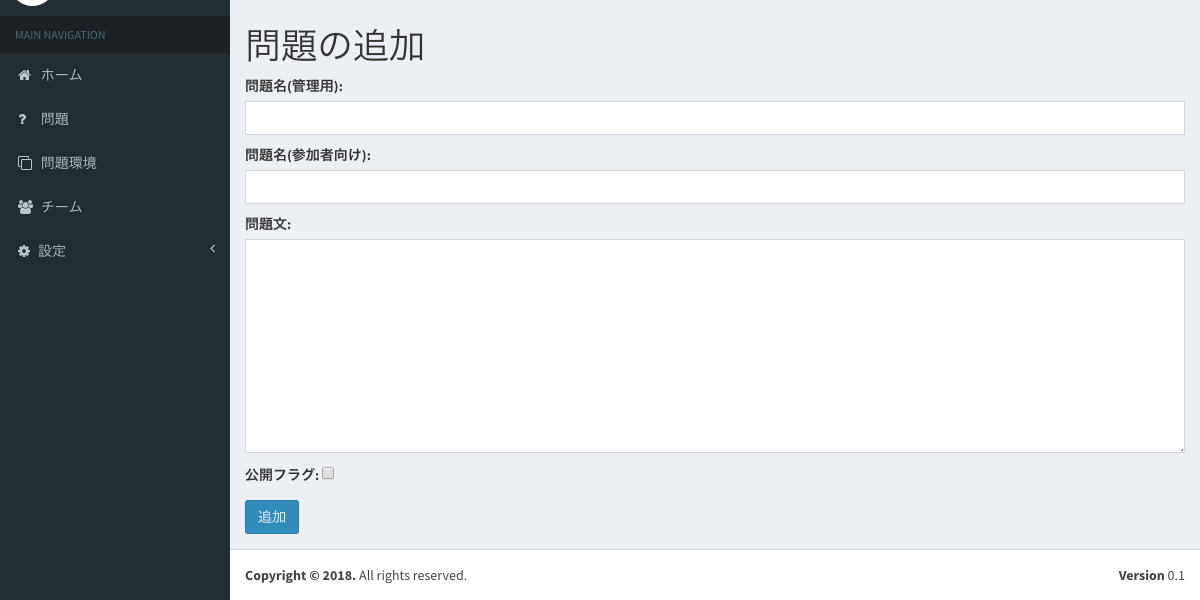 MAIN NAVIGATION
ホーム
問題
問題環境
チーム
設定
問題の追加
問題名(管理用):
問題名(参加者向け):
問題文:
公開フラグ:
追加
Copyright © 2018. All rights reserved.
Version 0.1